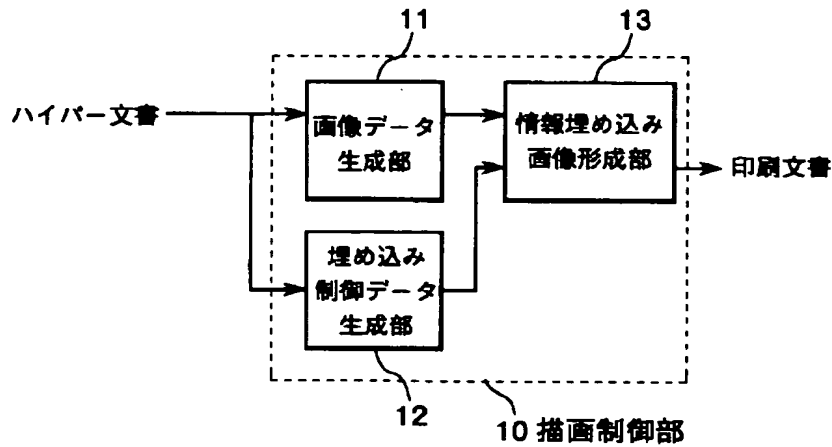 11
13
ハイパー文書
画像データ
生成部
情報埋め込み
画像形成部
印刷文書
埋め込み
制御データ
生成部
12
10 描画制御部